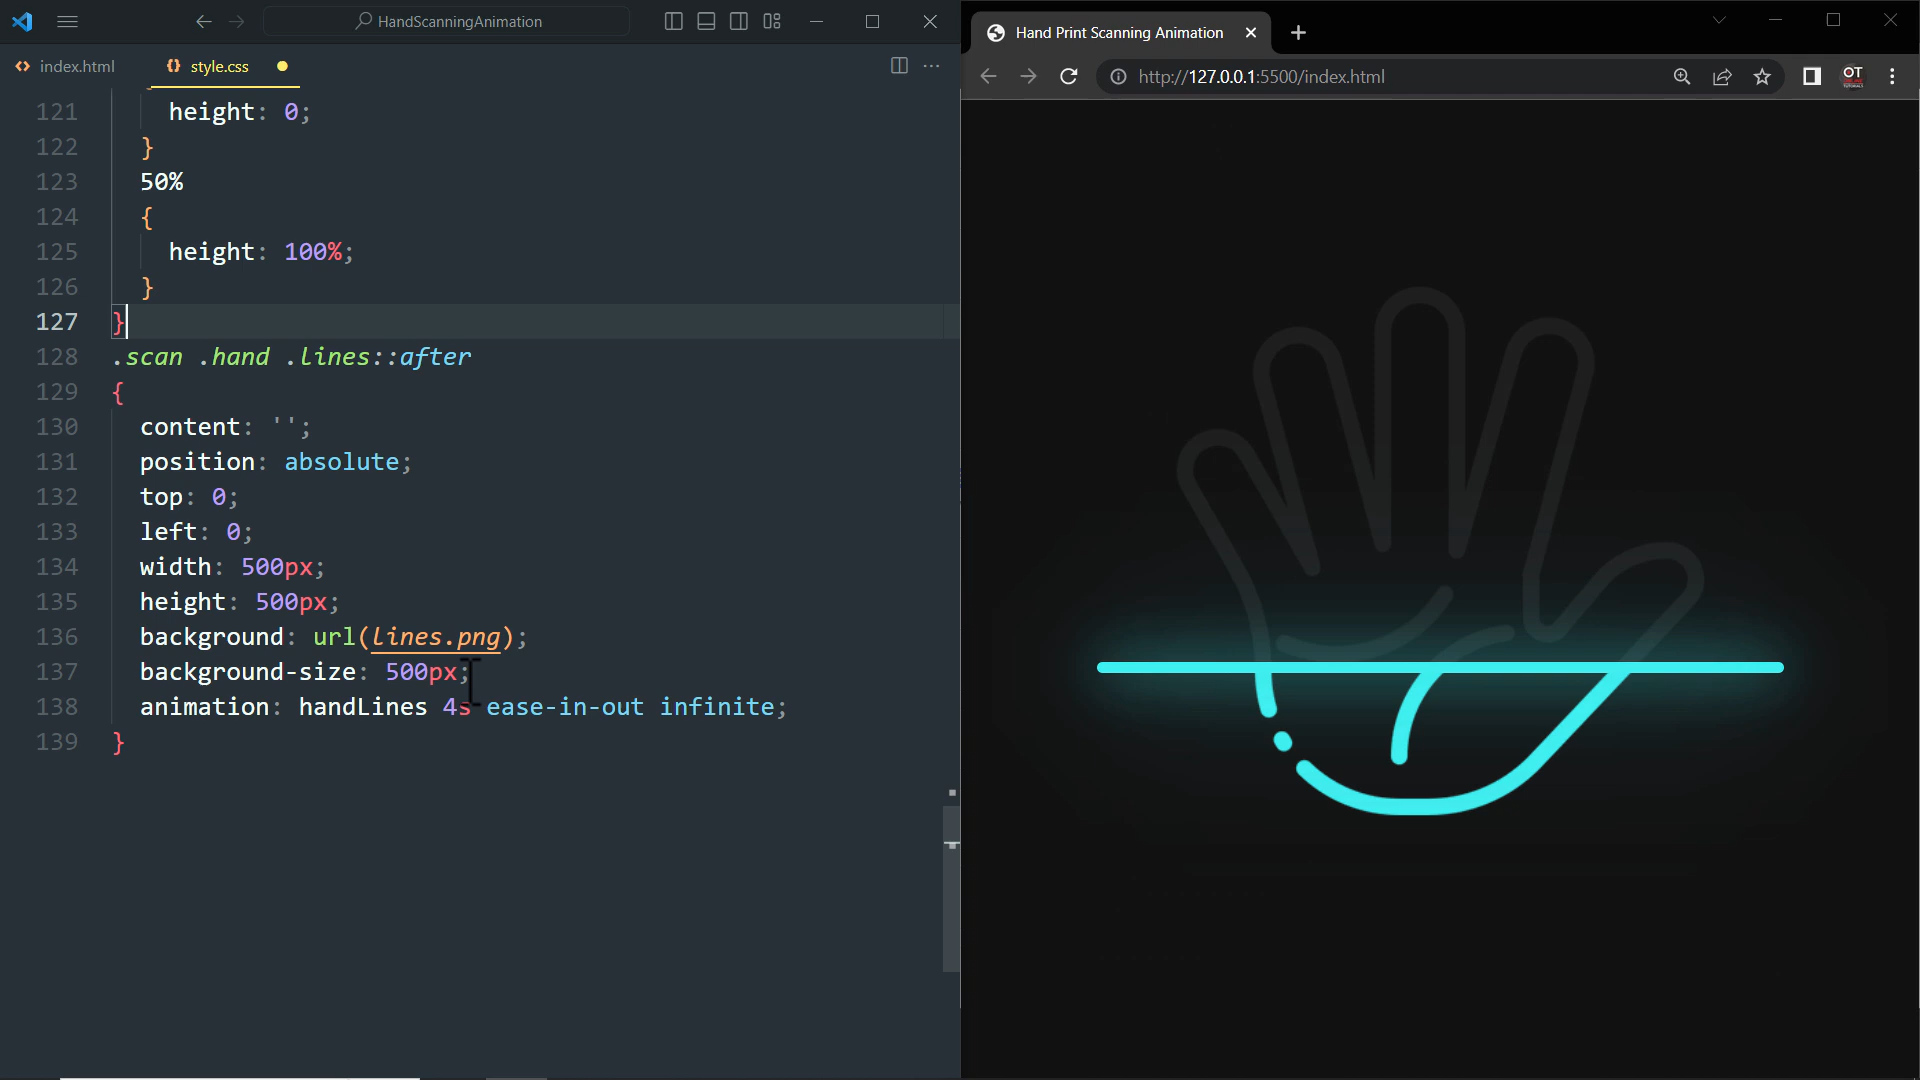 HandScanningAnimation
index.html
style.css
121 height: 0;
122 }
123 50%
124 {
125 height: 100%;
126 }
127 }
128 .scan .hand .lines::after
129 {
130 content: '';
131 position: absolute;
132 top: 0;
133 left: 0;
134 width: 500px;
135 height: 500px;
136 background: url(lines.png);
137 background-size: 500px;
138 animation: handLines 4s ease-in-out infinite;
139 }
Hand Print Scanning Animation
http://127.0.0.1:5500/index.html
OT